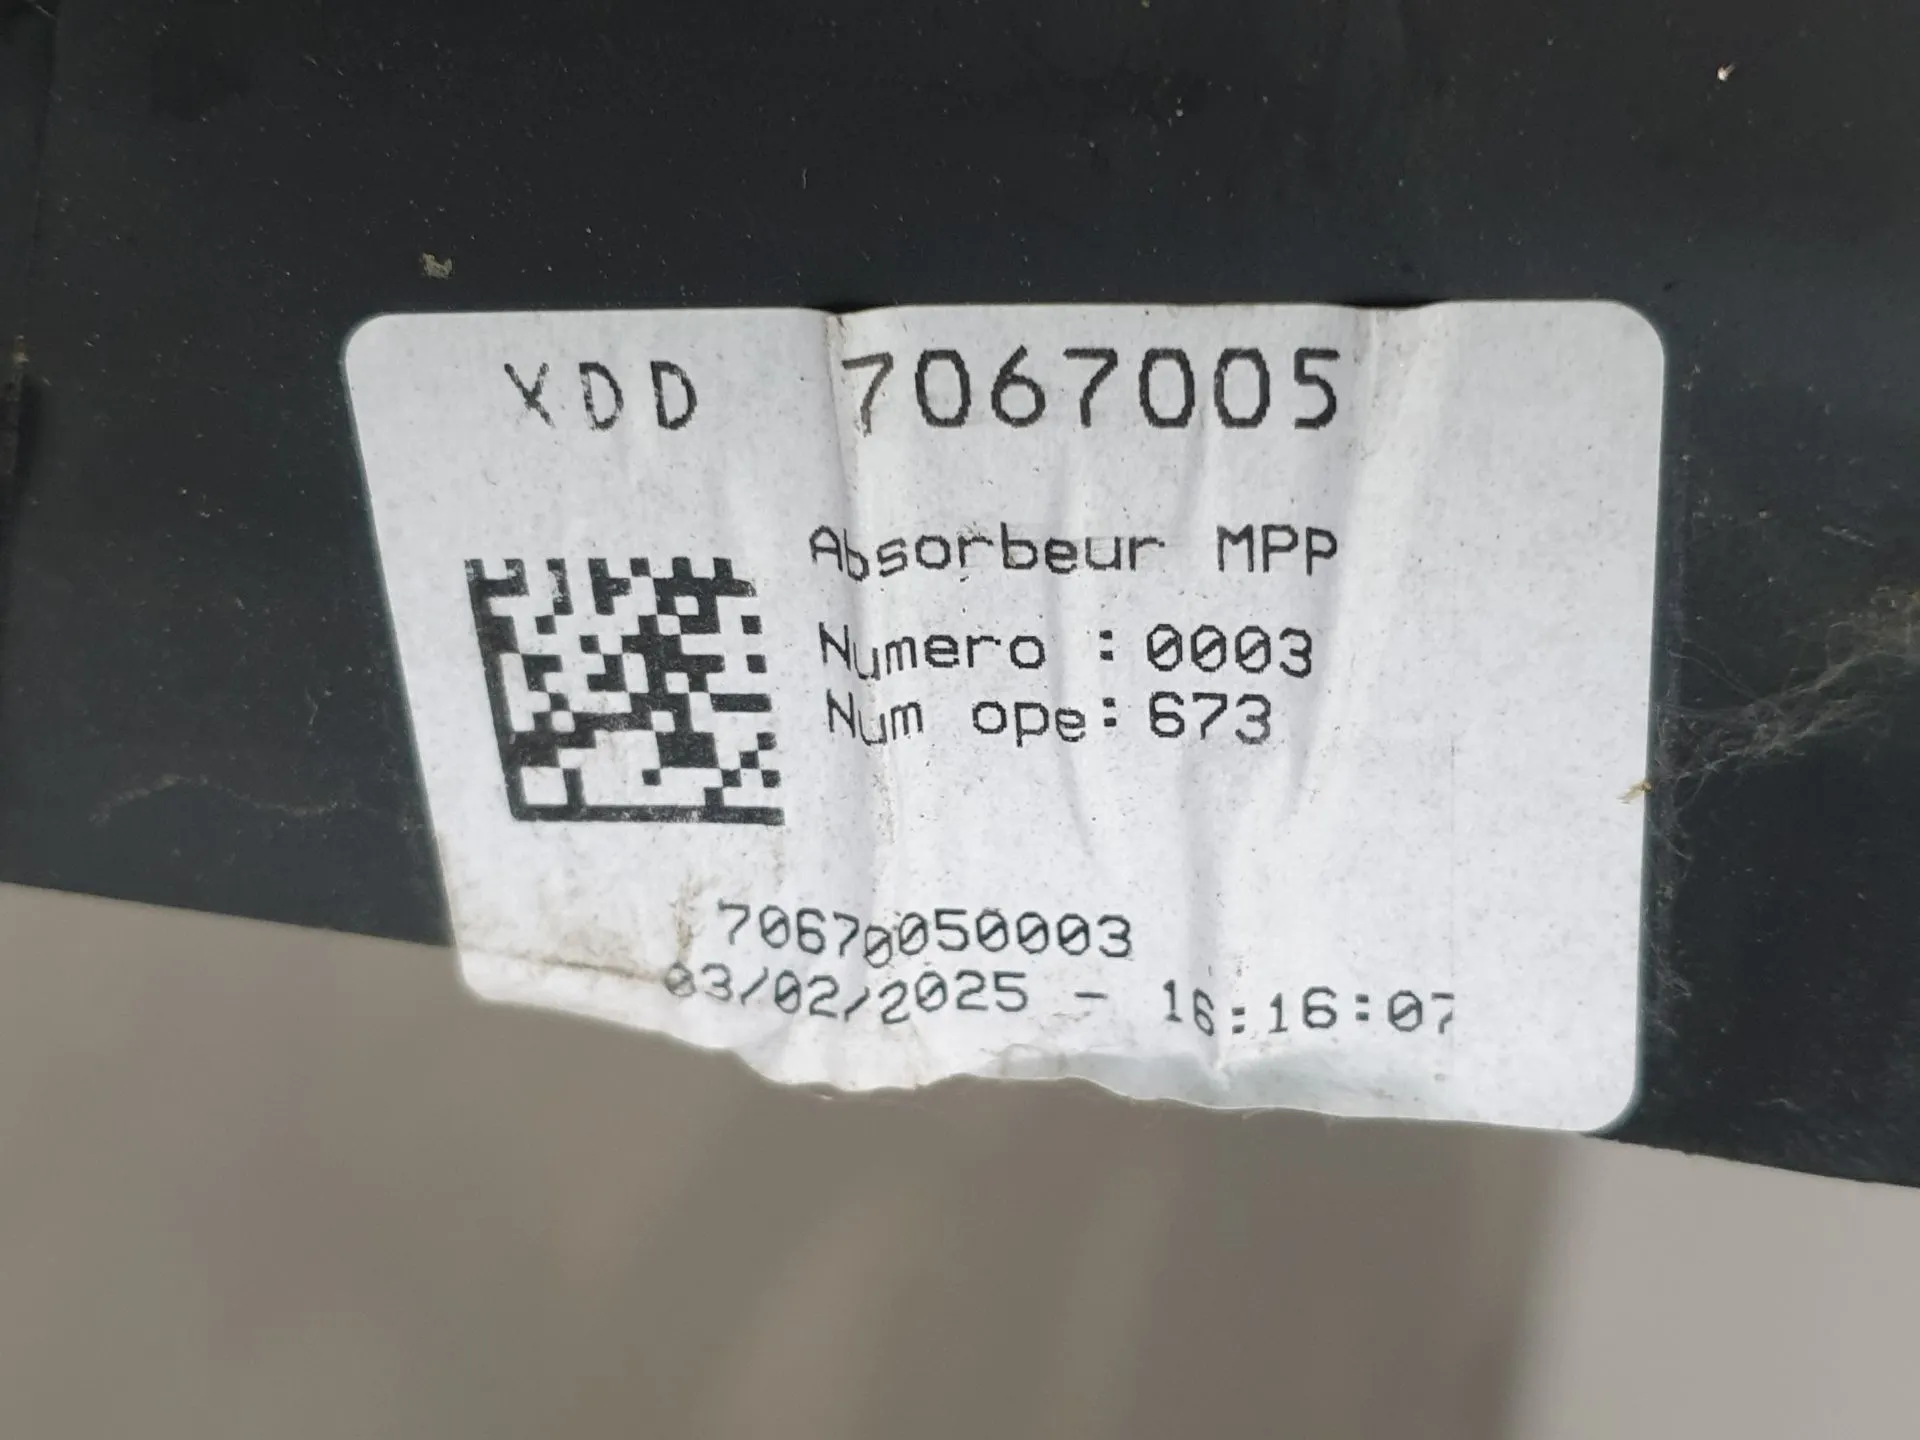 XDD 7067005
Absorbeur MPP
Numero : 0003
Num ope: 673
70670050003
03/02/2025 - 16:16:07